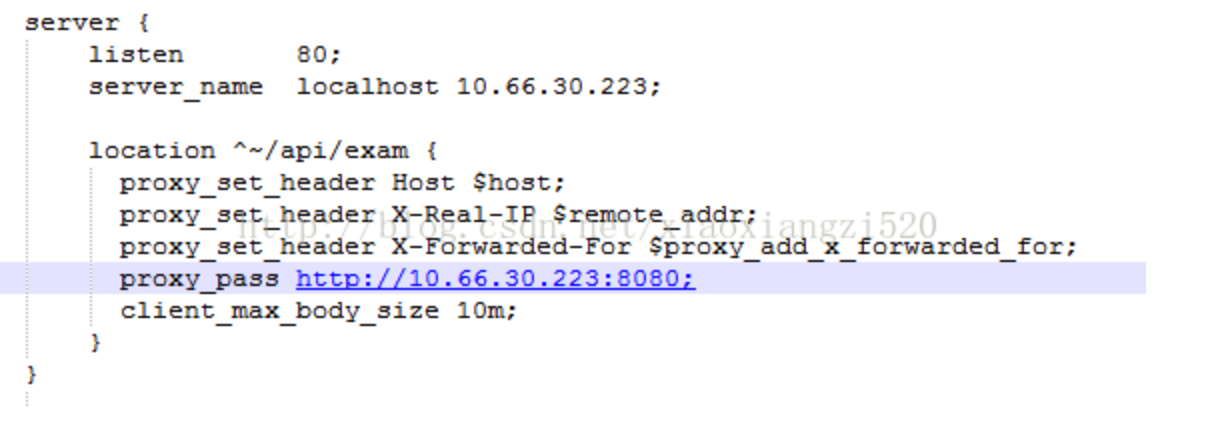 server {
listen 80;
server_name localhost 10.66.30.223;
location ^~/api/exam {
proxy_set_header Host $host;
proxy_set_header X-Real-IP $remote_addr;
http://blog.csdn.net/xiaoxiangzi520
proxy_set_header X-Forwarded-For $proxy_add_x_forwarded_for;
proxy_pass http://10.66.30.223:8080;
client_max_body_size 10m;
}
}